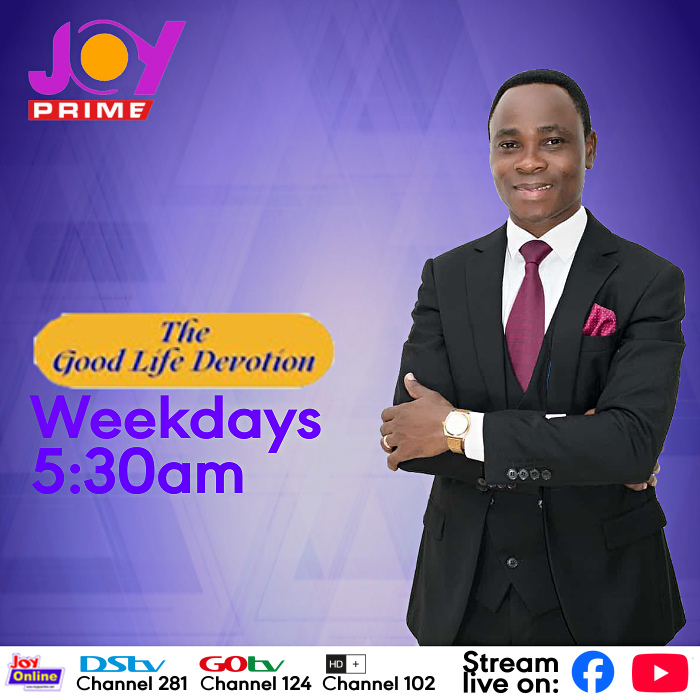 JOY
PRIME
The
Good Life Devotion
Weekdays
5:30am
Joy
Online
DStv
Channel 281
GOtv
Channel 124
HD +
Channel 102
Stream
live on: